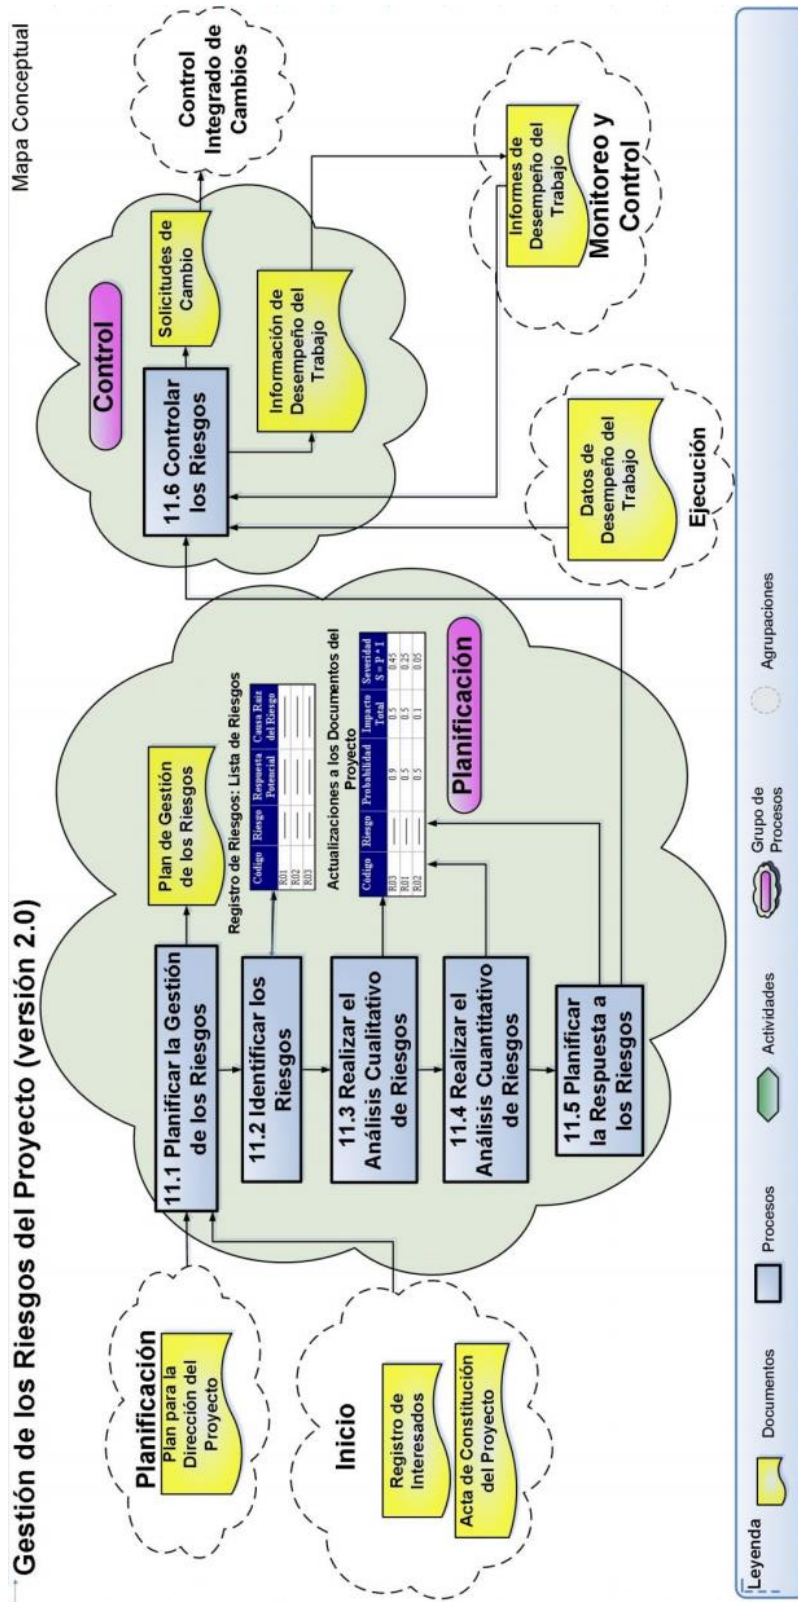 Gestión de los Riesgos del Proyecto (versión 2.0)
Mapa Conceptual
Planificación
Plan para la
Dirección del
Proyecto
Inicio
Registro de
Interesados
Acta de Constitución
del Proyecto
11.1 Planificar la Gestión
de los Riesgos
11.2 Identificar los
Riesgos
11.3 Realizar el
Análisis Cualitativo
de Riesgos
11.4 Realizar el
Análisis Cuantitativo
de Riesgos
11.5 Planificar
la Respuesta a
los Riesgos
Plan de Gestión
de los Riesgos
Registro de Riesgos: Lista de Riesgos
Código Riesgo Respuesta Potencial Causa Raiz del Riesgo
R01
R02
R03
Actualizaciones a los Documentos del
Proyecto
Código Riesgo Probabilidad Impacto Total Severidad S = P * I
R03 0.9 0.5 0.45
R01 0.5 0.5 0.25
R02 0.5 0.1 0.05
Planificación
Control
11.6 Controlar
los Riesgos
Solicitudes de
Cambio
Información de
Desempeño del
Trabajo
Control
Integrado de
Cambios
Informes de
Desempeño del
Trabajo
Monitoreo y
Control
Datos de
Desempeño del
Trabajo
Ejecución
Leyenda
Documentos
Procesos
Actividades
Grupo de
Procesos
Agrupaciones